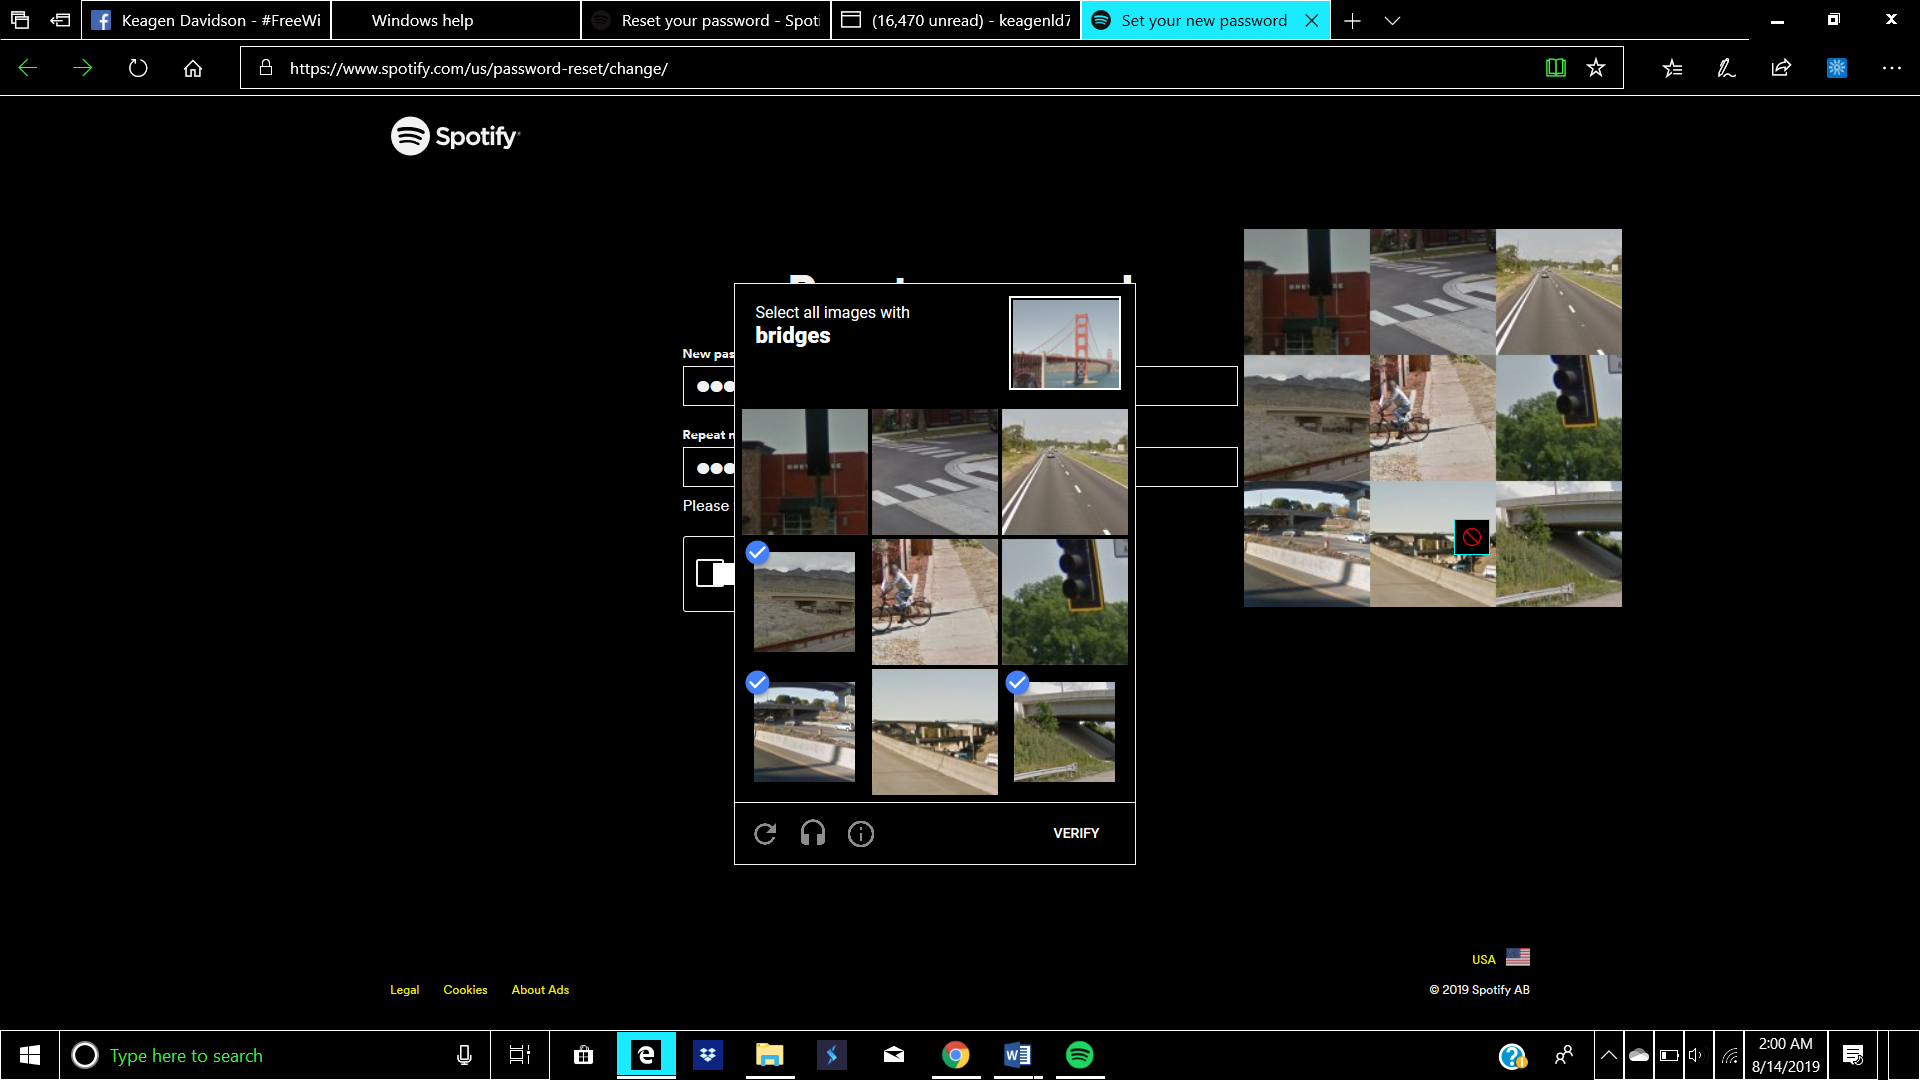 Keagen Davidson - #FreeWi
Windows help
Reset your password - Spoti
(16,470 unread) - keagenld7
Set your new password
https://www.spotify.com/us/password-reset/change/
Spotify
Select all images with
bridges
New pas
Repeat n
Please
VERIFY
USA
Legal Cookies About Ads
© 2019 Spotify AB
Type here to search
2:00 AM
8/14/2019